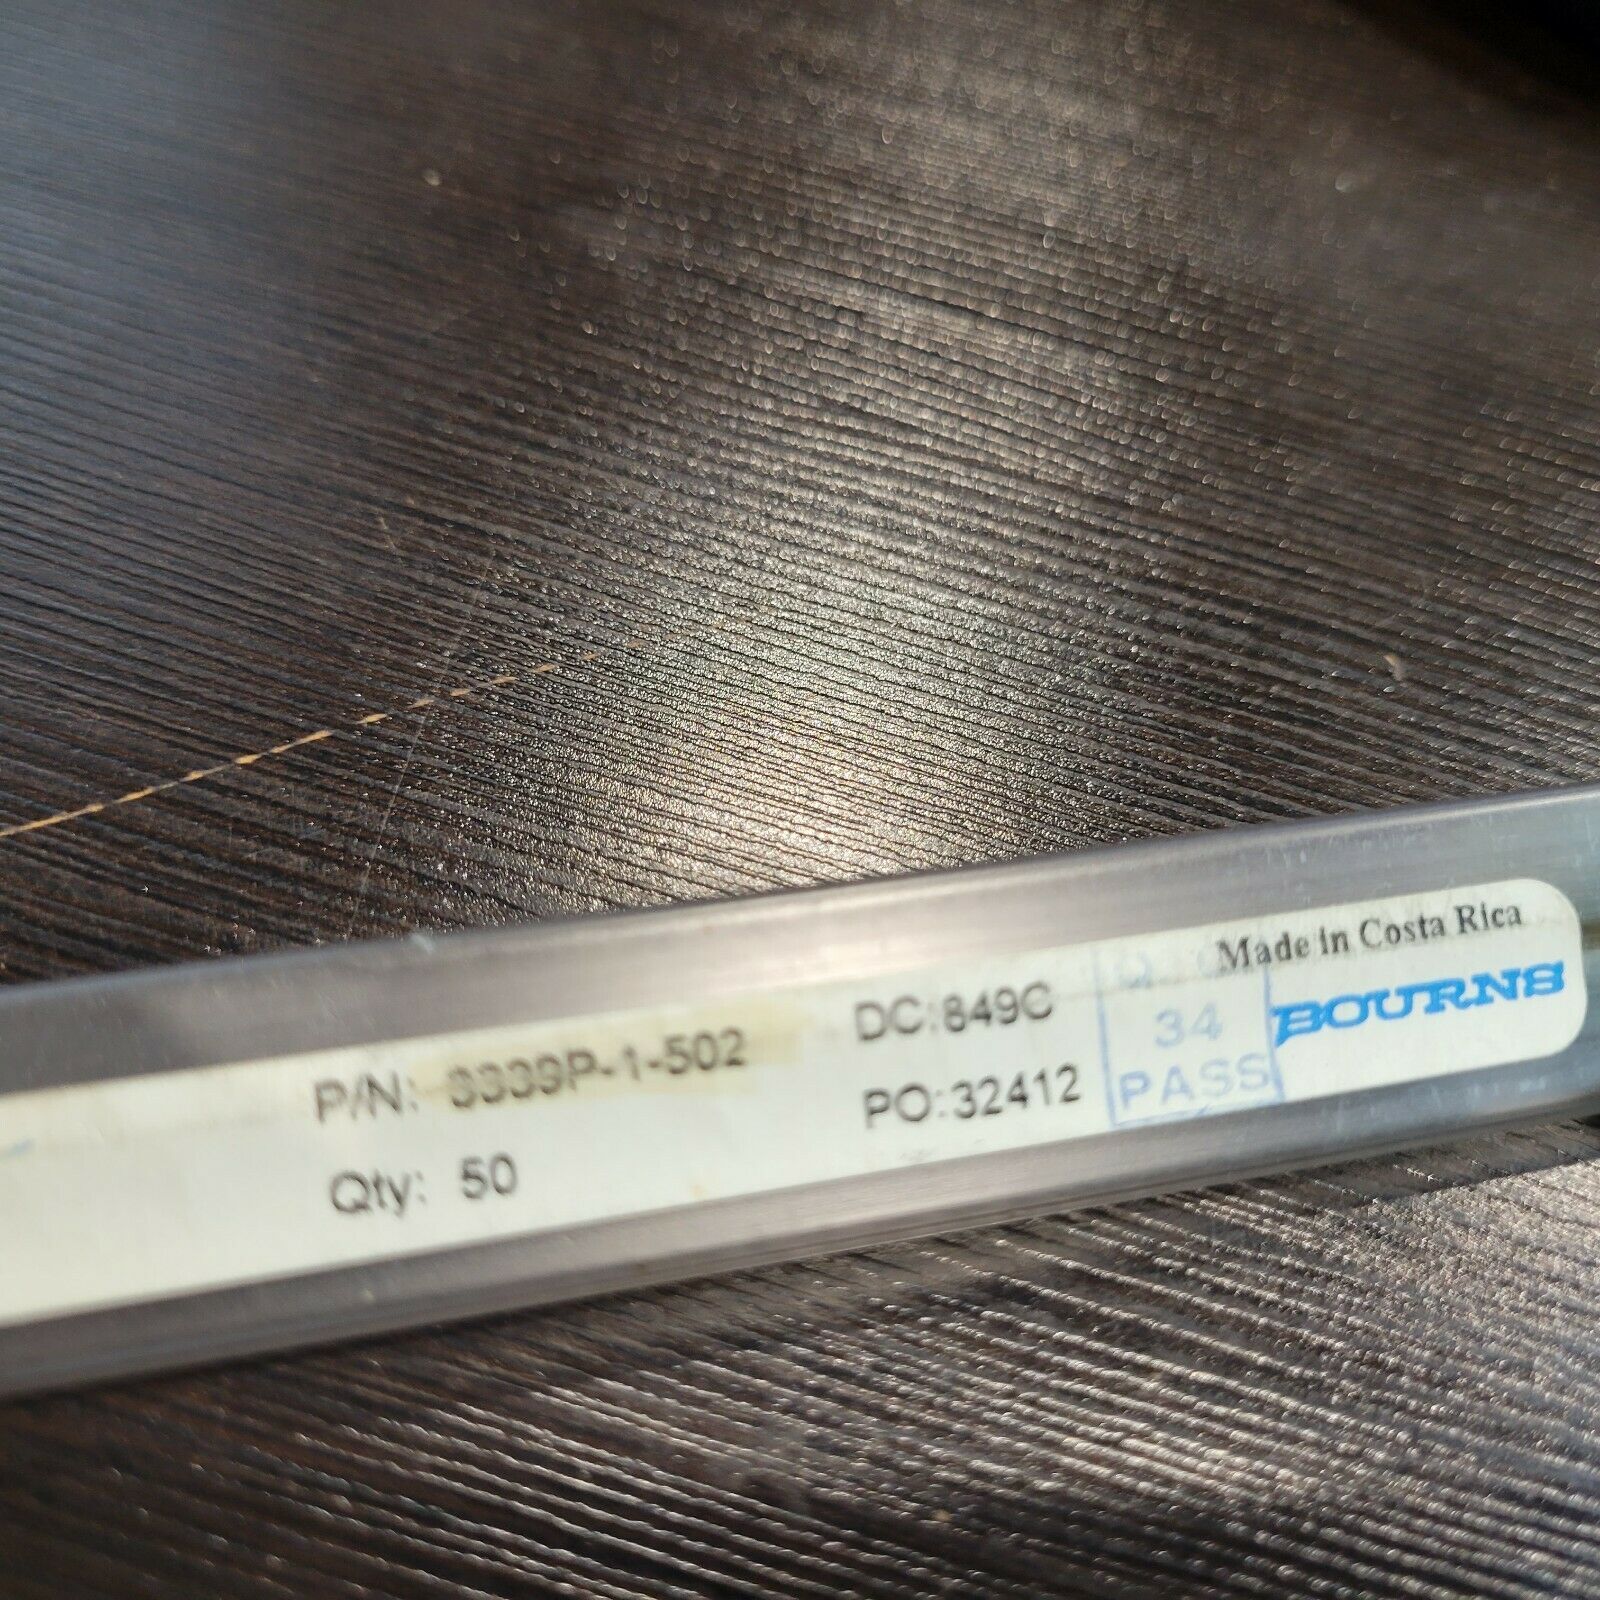 Made in Costa Rica
BOURNS
P/N: 3339P-1-502
DC:849C
Qty: 50
PO:32412
34
PASS